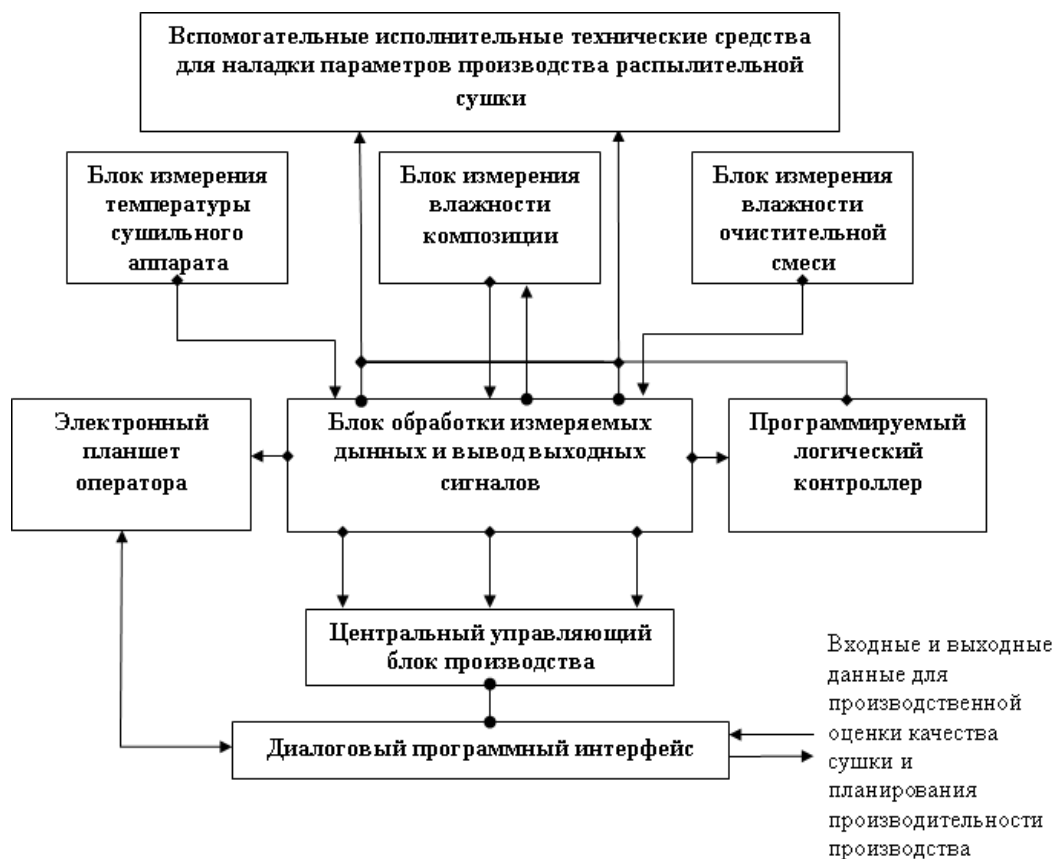 Вспомогательные исполнительные технические средства
для наладки параметров производства распылительной
сушки
Блок измерения
температуры
сушильного
аппарата
Блок измерения
влажности
композиции
Блок измерения
влажности
очистительной
смеси
Электронный
планшет
оператора
Блок обработки измеряемых
дынных и вывод выходных
сигналов
Программируемый
логический
контроллер
Центральный управляющий
блок производства
Диалоговый программный интерфейс
Входные и выходные
данные для
производственной
оценки качества
сушки и
планирования
производительности
производства